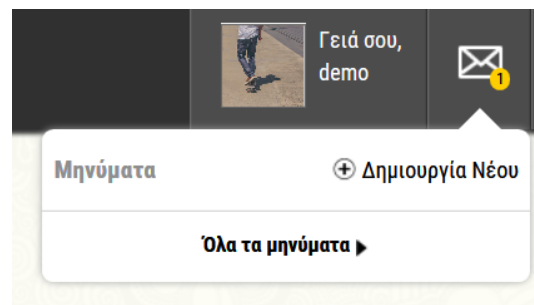 Γειά σου,
demo
1
Μηνύματα
Δημιουργία Νέου
Όλα τα μηνύματα